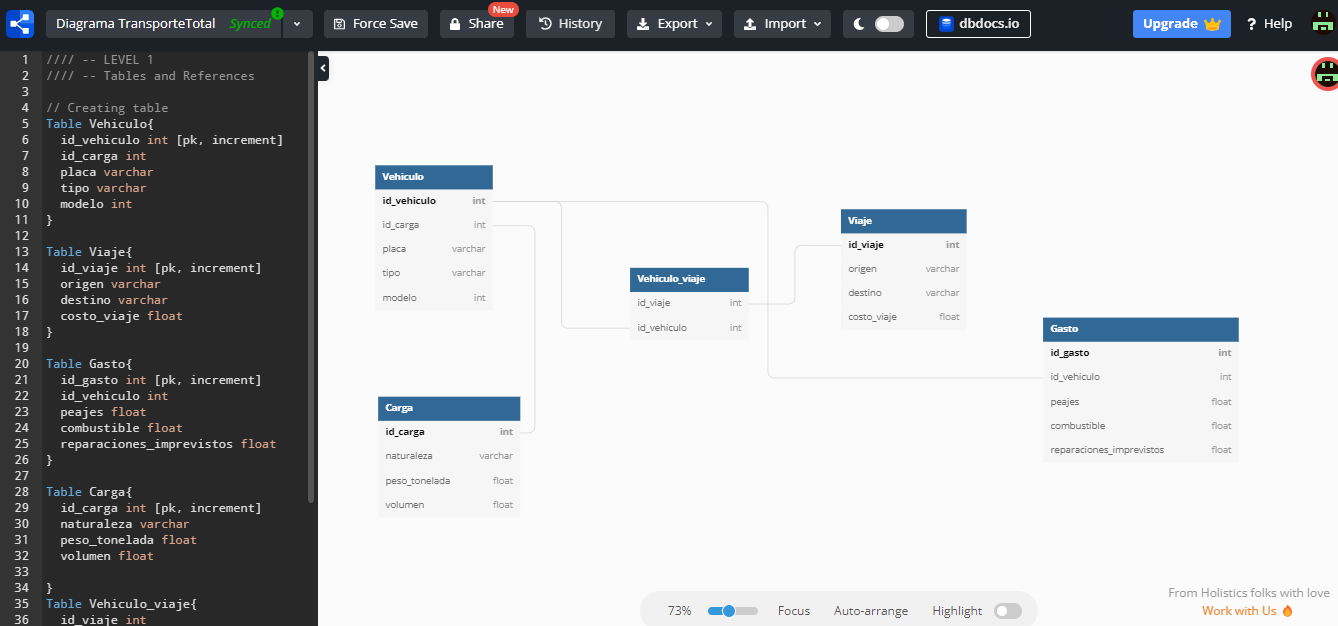 Diagrama TransporteTotal Synced ! Force Save Share New History Export Import dbdocs.io Upgrade ? Help
1 //// -- LEVEL 1
2 //// -- Tables and References
3
4 // Creating table
5 Table Vehiculo{
6 id_vehiculo int [pk, increment]
7 id_carga int
8 placa varchar
9 tipo varchar
10 modelo int
11 }
12
13 Table Viaje{
14 id_viaje int [pk, increment]
15 origen varchar
16 destino varchar
17 costo_viaje float
18 }
19
20 Table Gasto{
21 id_gasto int [pk, increment]
22 id_vehiculo int
23 peajes float
24 combustible float
25 reparaciones_imprevistos float
26 }
27
28 Table Carga{
29 id_carga int [pk, increment]
30 naturaleza varchar
31 peso_tonelada float
32 volumen float
33
34 }
35 Table Vehiculo_viaje{
36 id_viaje int
Vehiculo
id_vehiculo int
id_carga int
placa varchar
tipo varchar
modelo int
Vehiculo_viaje
id_viaje int
id_vehiculo int
Viaje
id_viaje int
origen varchar
destino varchar
costo_viaje float
Gasto
id_gasto int
id_vehiculo int
peajes float
combustible float
reparaciones_imprevistos float
Carga
id_carga int
naturaleza varchar
peso_tonelada float
volumen float
73% Focus Auto-arrange Highlight
From Holistics folks with love
Work with Us